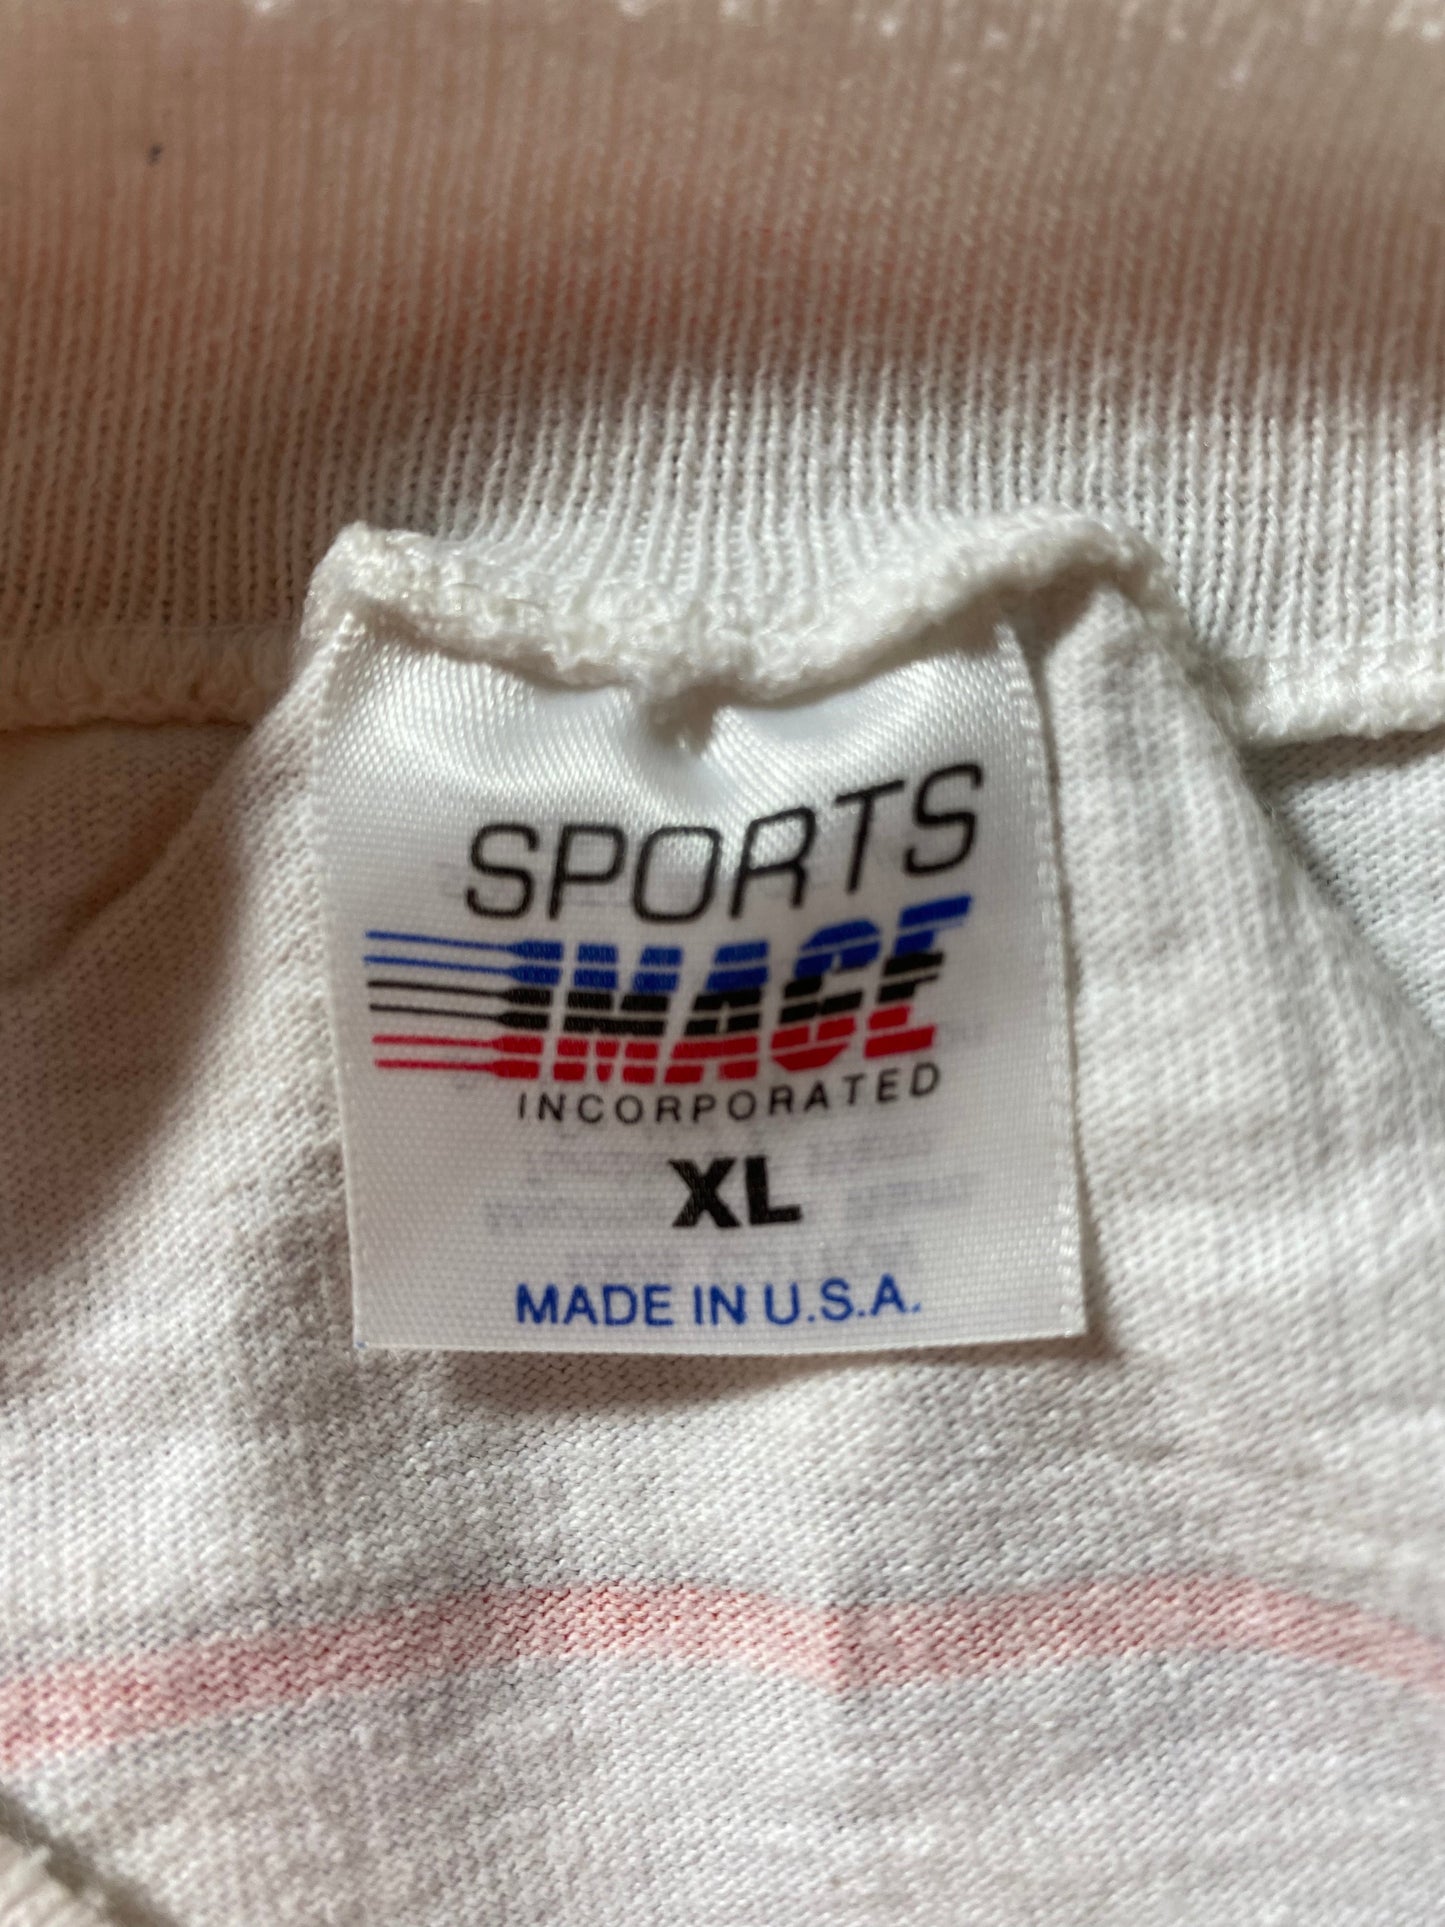 SPORTS
IMAGE
INCORPORATED
XL
MADE IN U.S.A.